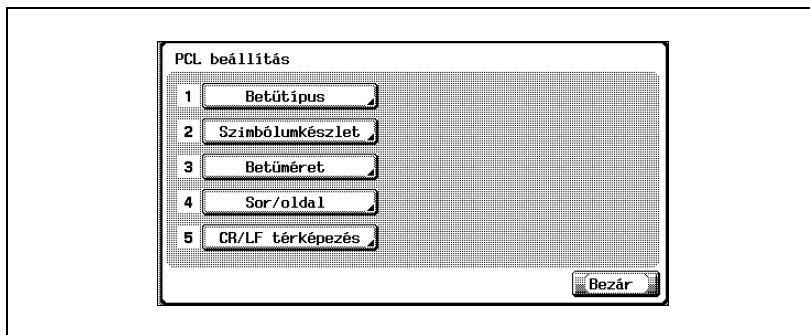 PCL beállítás
1 Betűtípus
2 Szimbólumkészlet
3 Betűméret
4 Sor/oldal
5 CR/LF térképezés
Bezár